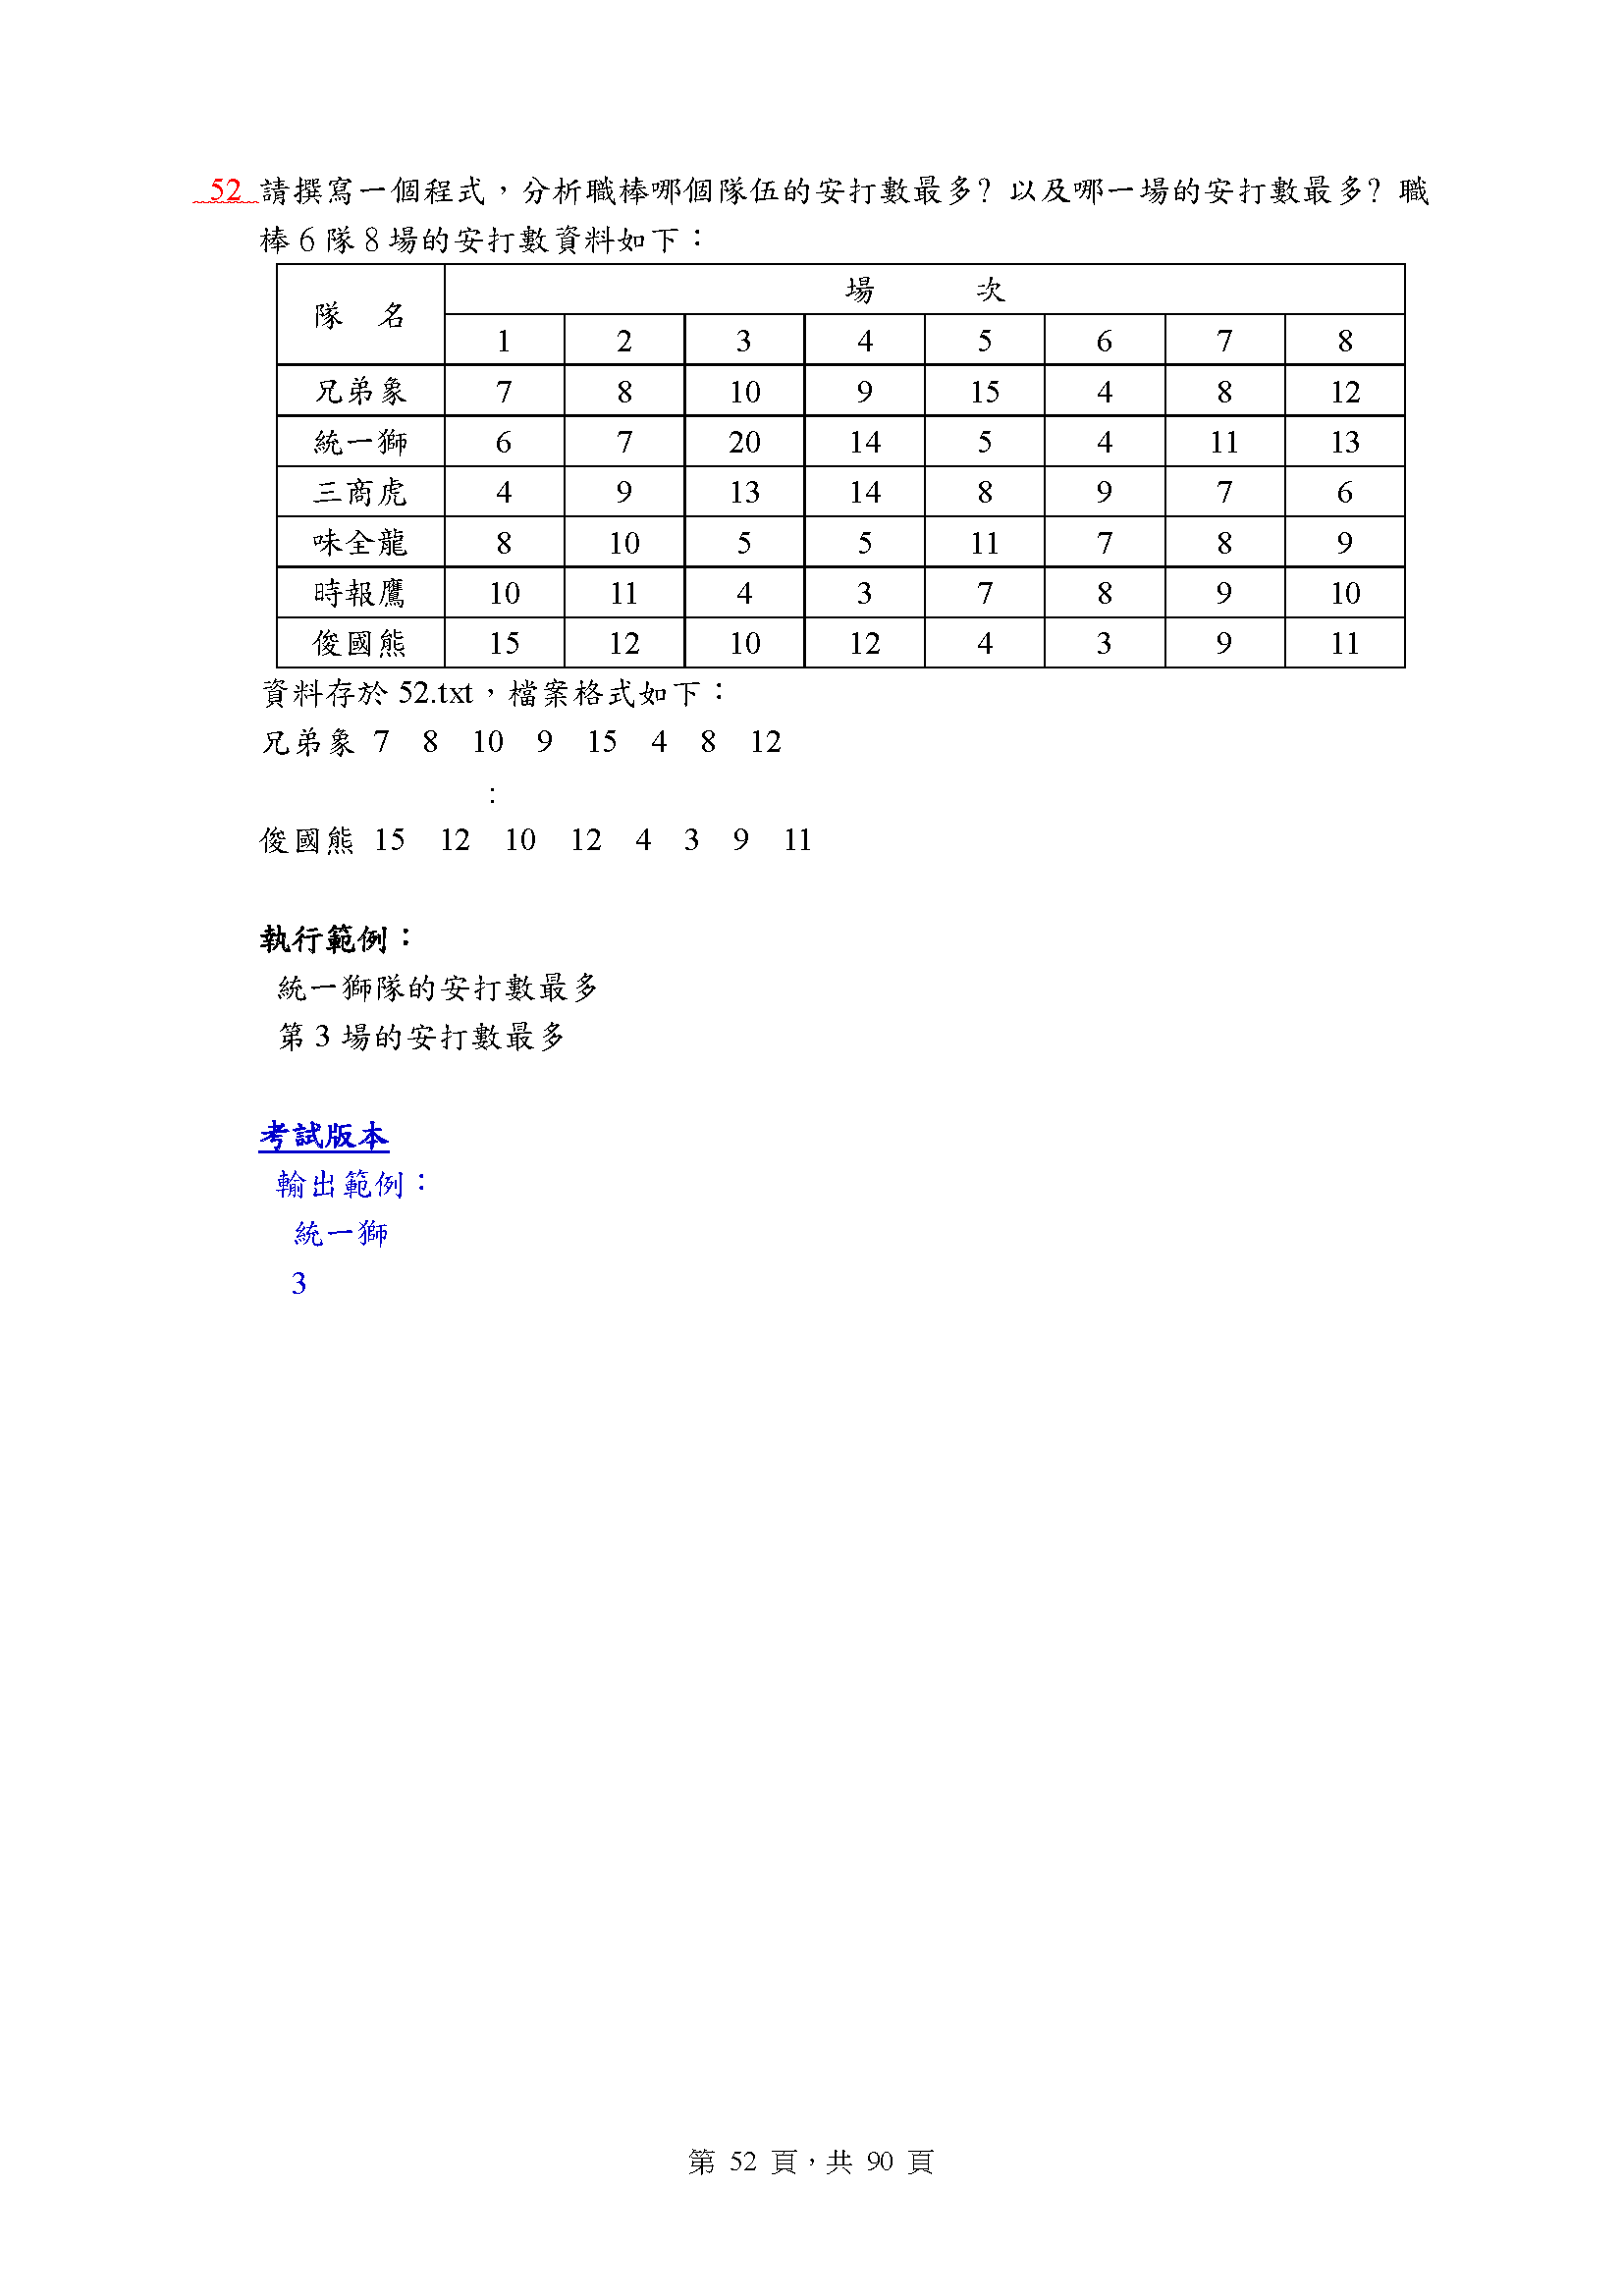 52 請撰寫一個程式，分析職棒哪個隊伍的安打數最多？以及哪一場的安打數最多？職
棒 6 隊 8 場的安打數資料如下：
隊　名 場　　　次
1 2 3 4 5 6 7 8
兄弟象 7 8 10 9 15 4 8 12
統一獅 6 7 20 14 5 4 11 13
三商虎 4 9 13 14 8 9 7 6
味全龍 8 10 5 5 11 7 8 9
時報鷹 10 11 4 3 7 8 9 10
俊國熊 15 12 10 12 4 3 9 11
資料存於 52.txt，檔案格式如下：
兄弟象 7 8 10 9 15 4 8 12
:
俊國熊 15 12 10 12 4 3 9 11
執行範例：
統一獅隊的安打數最多
第 3 場的安打數最多
考試版本
輸出範例：
統一獅
3
第 52 頁，共 90 頁